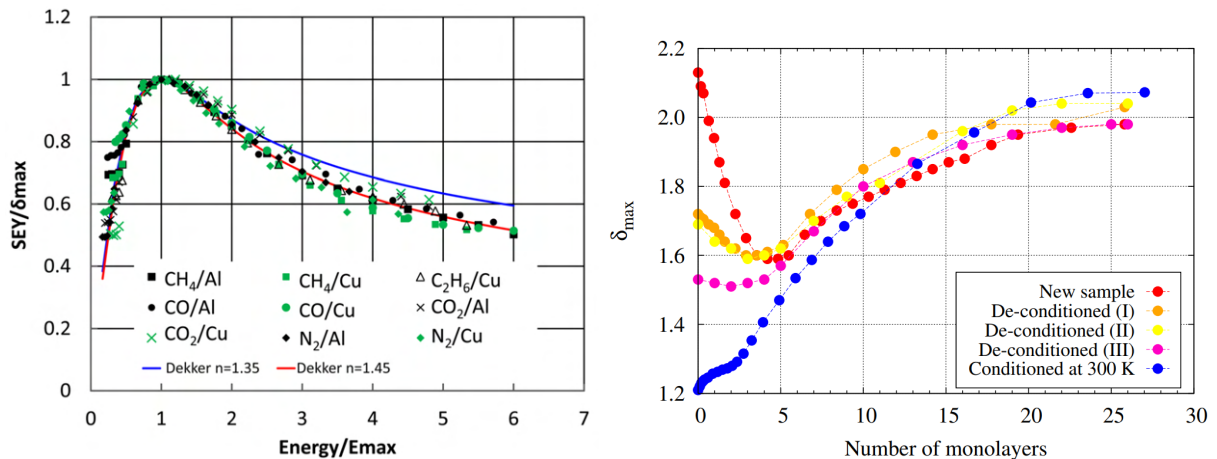 1.2
1
0.8
0.6
0.4
0.2
0
SEY/δmax
CH₄/Al CH₄/Cu C₂H₆/Cu
CO/Al CO/Cu CO₂/Al
CO₂/Cu N₂/Al N₂/Cu
Dekker n=1.35 Dekker n=1.45
0 1 2 3 4 5 6 7
Energy/Emax
2.2
2.0
1.8
1.6
1.4
1.2
δmax
New sample
De-conditioned (I)
De-conditioned (II)
De-conditioned (III)
Conditioned at 300 K
0 5 10 15 20 25 30
Number of monolayers